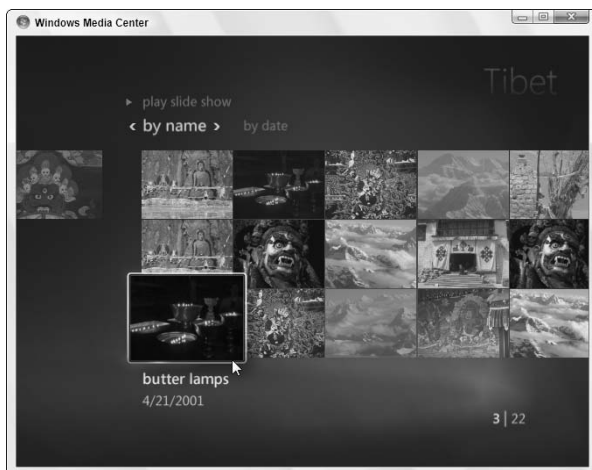 Windows Media Center
Tibet
play slide show
by name
by date
butter lamps
4/21/2001
3 | 22